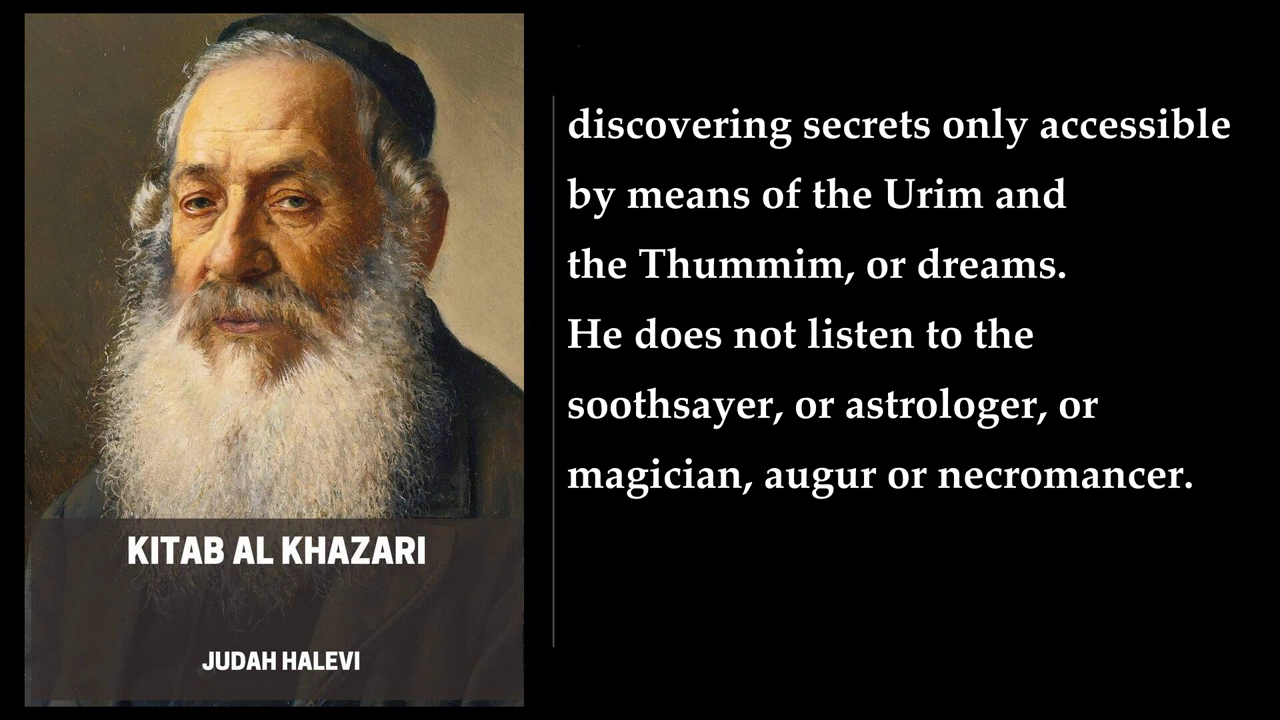 discovering secrets only accessible
by means of the Urim and
the Thummim, or dreams.
He does not listen to the
soothsayer, or astrologer, or
magician, augur or necromancer.
KITAB AL KHAZARI
JUDAH HALEVI